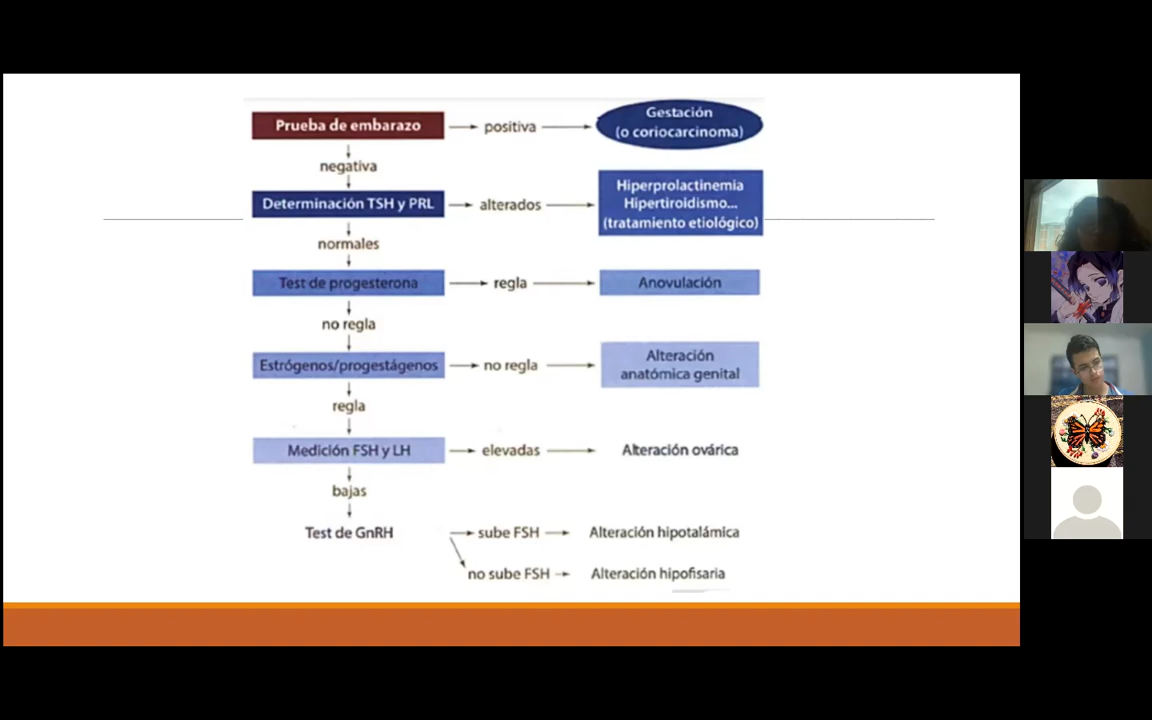 Prueba de embarazo
positiva
Gestación
(o coriocarcinoma)
negativa
Determinación TSH y PRL
alterados
Hiperprolactinemia
Hipertiroidismo...
(tratamiento etiológico)
normales
Test de progesterona
regla
Anovulación
no regla
Estrógenos/progestágenos
no regla
Alteración
anatómica genital
regla
Medición FSH y LH
elevadas
Alteración ovárica
bajas
Test de GnRH
sube FSH
Alteración hipotalámica
no sube FSH
Alteración hipofisaria